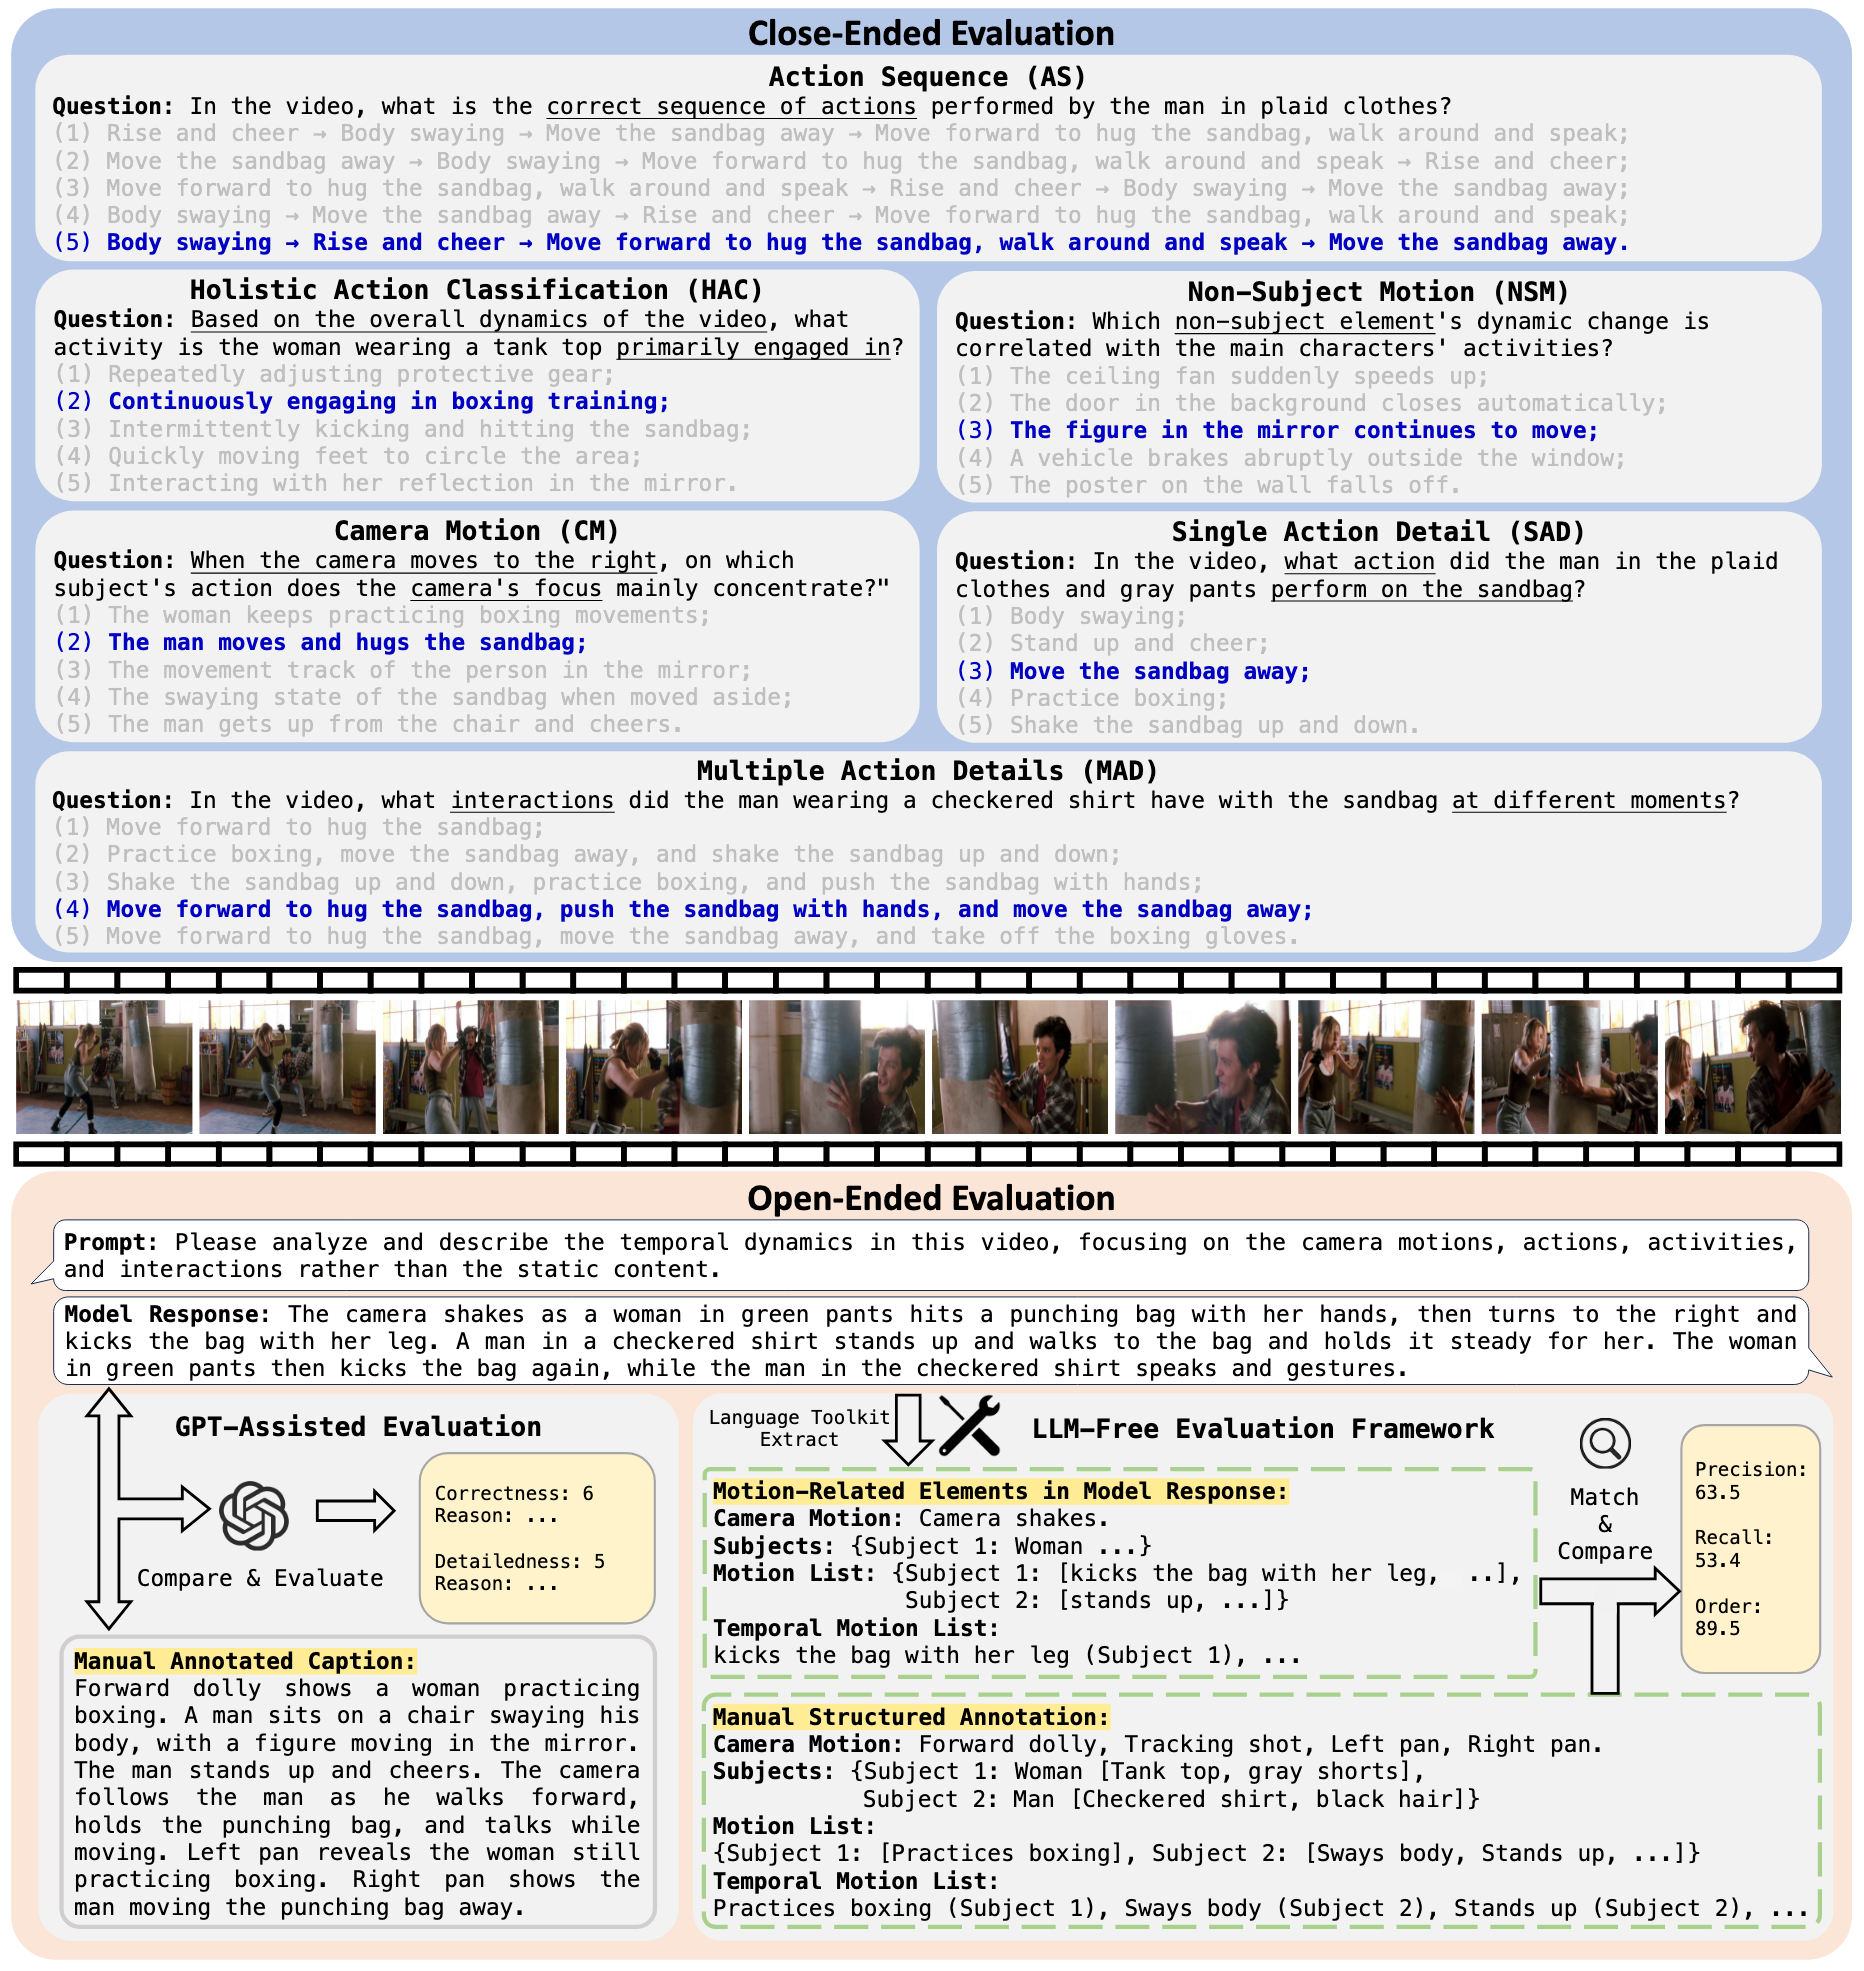 Close-Ended Evaluation
Action Sequence (AS)
Question: In the video, what is the correct sequence of actions performed by the man in plaid clothes?
(1) Rise and cheer → Body swaying → Move the sandbag away → Move forward to hug the sandbag, walk around and speak;
(2) Move the sandbag away → Body swaying → Move forward to hug the sandbag, walk around and speak → Rise and cheer;
(3) Move forward to hug the sandbag, walk around and speak → Rise and cheer → Body swaying → Move the sandbag away;
(4) Body swaying → Move the sandbag away → Rise and cheer → Move forward to hug the sandbag, walk around and speak;
(5) Body swaying → Rise and cheer → Move forward to hug the sandbag, walk around and speak → Move the sandbag away.
Holistic Action Classification (HAC)
Question: Based on the overall dynamics of the video, what
activity is the woman wearing a tank top primarily engaged in?
(1) Repeatedly adjusting protective gear;
(2) Continuously engaging in boxing training;
(3) Intermittently kicking and hitting the sandbag;
(4) Quickly moving feet to circle the area;
(5) Interacting with her reflection in the mirror.
Non-Subject Motion (NSM)
Question: Which non-subject element's dynamic change is
correlated with the main characters' activities?
(1) The ceiling fan suddenly speeds up;
(2) The door in the background closes automatically;
(3) The figure in the mirror continues to move;
(4) A vehicle brakes abruptly outside the window;
(5) The poster on the wall falls off.
Camera Motion (CM)
Question: When the camera moves to the right, on which
subject's action does the camera's focus mainly concentrate?"
(1) The woman keeps practicing boxing movements;
(2) The man moves and hugs the sandbag;
(3) The movement track of the person in the mirror;
(4) The swaying state of the sandbag when moved aside;
(5) The man gets up from the chair and cheers.
Single Action Detail (SAD)
Question: In the video, what action did the man in the plaid
clothes and gray pants perform on the sandbag?
(1) Body swaying;
(2) Stand up and cheer;
(3) Move the sandbag away;
(4) Practice boxing;
(5) Shake the sandbag up and down.
Multiple Action Details (MAD)
Question: In the video, what interactions did the man wearing a checkered shirt have with the sandbag at different moments?
(1) Move forward to hug the sandbag;
(2) Practice boxing, move the sandbag away, and shake the sandbag up and down;
(3) Shake the sandbag up and down, practice boxing, and push the sandbag with hands;
(4) Move forward to hug the sandbag, push the sandbag with hands, and move the sandbag away;
(5) Move forward to hug the sandbag, move the sandbag away, and take off the boxing gloves.
Open-Ended Evaluation
Prompt: Please analyze and describe the temporal dynamics in this video, focusing on the camera motions, actions, activities,
and interactions rather than the static content.
Model Response: The camera shakes as a woman in green pants hits a punching bag with her hands, then turns to the right and
kicks the bag with her leg. A man in a checkered shirt stands up and walks to the bag and holds it steady for her. The woman
in green pants then kicks the bag again, while the man in the checkered shirt speaks and gestures.
GPT-Assisted Evaluation
Compare & Evaluate
Correctness: 6
Reason: ...
Detailedness: 5
Reason: ...
Manual Annotated Caption:
Forward dolly shows a woman practicing
boxing. A man sits on a chair swaying his
body, with a figure moving in the mirror.
The man stands up and cheers. The camera
follows the man as he walks forward,
holds the punching bag, and talks while
moving. Left pan reveals the woman still
practicing boxing. Right pan shows the
man moving the punching bag away.
Language Toolkit
Extract
LLM-Free Evaluation Framework
Motion-Related Elements in Model Response:
Camera Motion: Camera shakes.
Subjects: {Subject 1: Woman ...}
Motion List: {Subject 1: [kicks the bag with her leg, ..],
Subject 2: [stands up, ...]}
Temporal Motion List:
kicks the bag with her leg (Subject 1), ...
Match
&
Compare
Precision:
63.5
Recall:
53.4
Order:
89.5
Manual Structured Annotation:
Camera Motion: Forward dolly, Tracking shot, Left pan, Right pan.
Subjects: {Subject 1: Woman [Tank top, gray shorts],
Subject 2: Man [Checkered shirt, black hair]}
Motion List:
{Subject 1: [Practices boxing], Subject 2: [Sways body, Stands up, ...]}
Temporal Motion List:
Practices boxing (Subject 1), Sways body (Subject 2), Stands up (Subject 2), ...